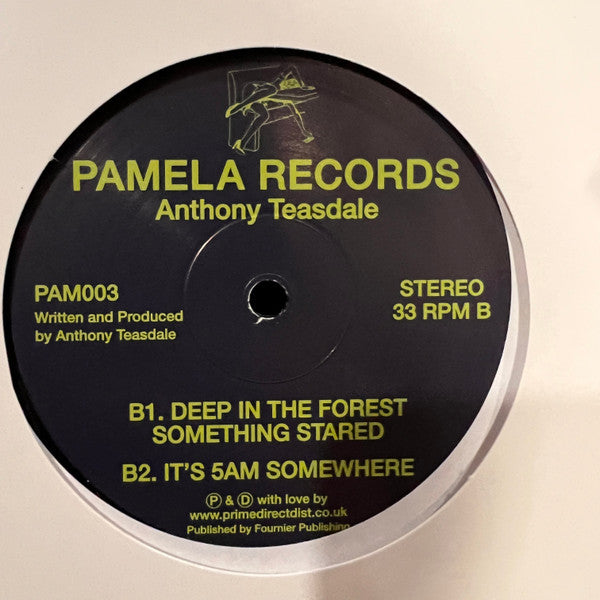 PAMELA RECORDS
Anthony Teasdale
PAM003
Written and Produced
by Anthony Teasdale
STEREO
33 RPM B
B1. DEEP IN THE FOREST
SOMETHING STARED
B2. IT'S 5AM SOMEWHERE
Ⓟ & Ⓓ with love by
www.primedirectdist.co.uk
Published by Fournier Publishing